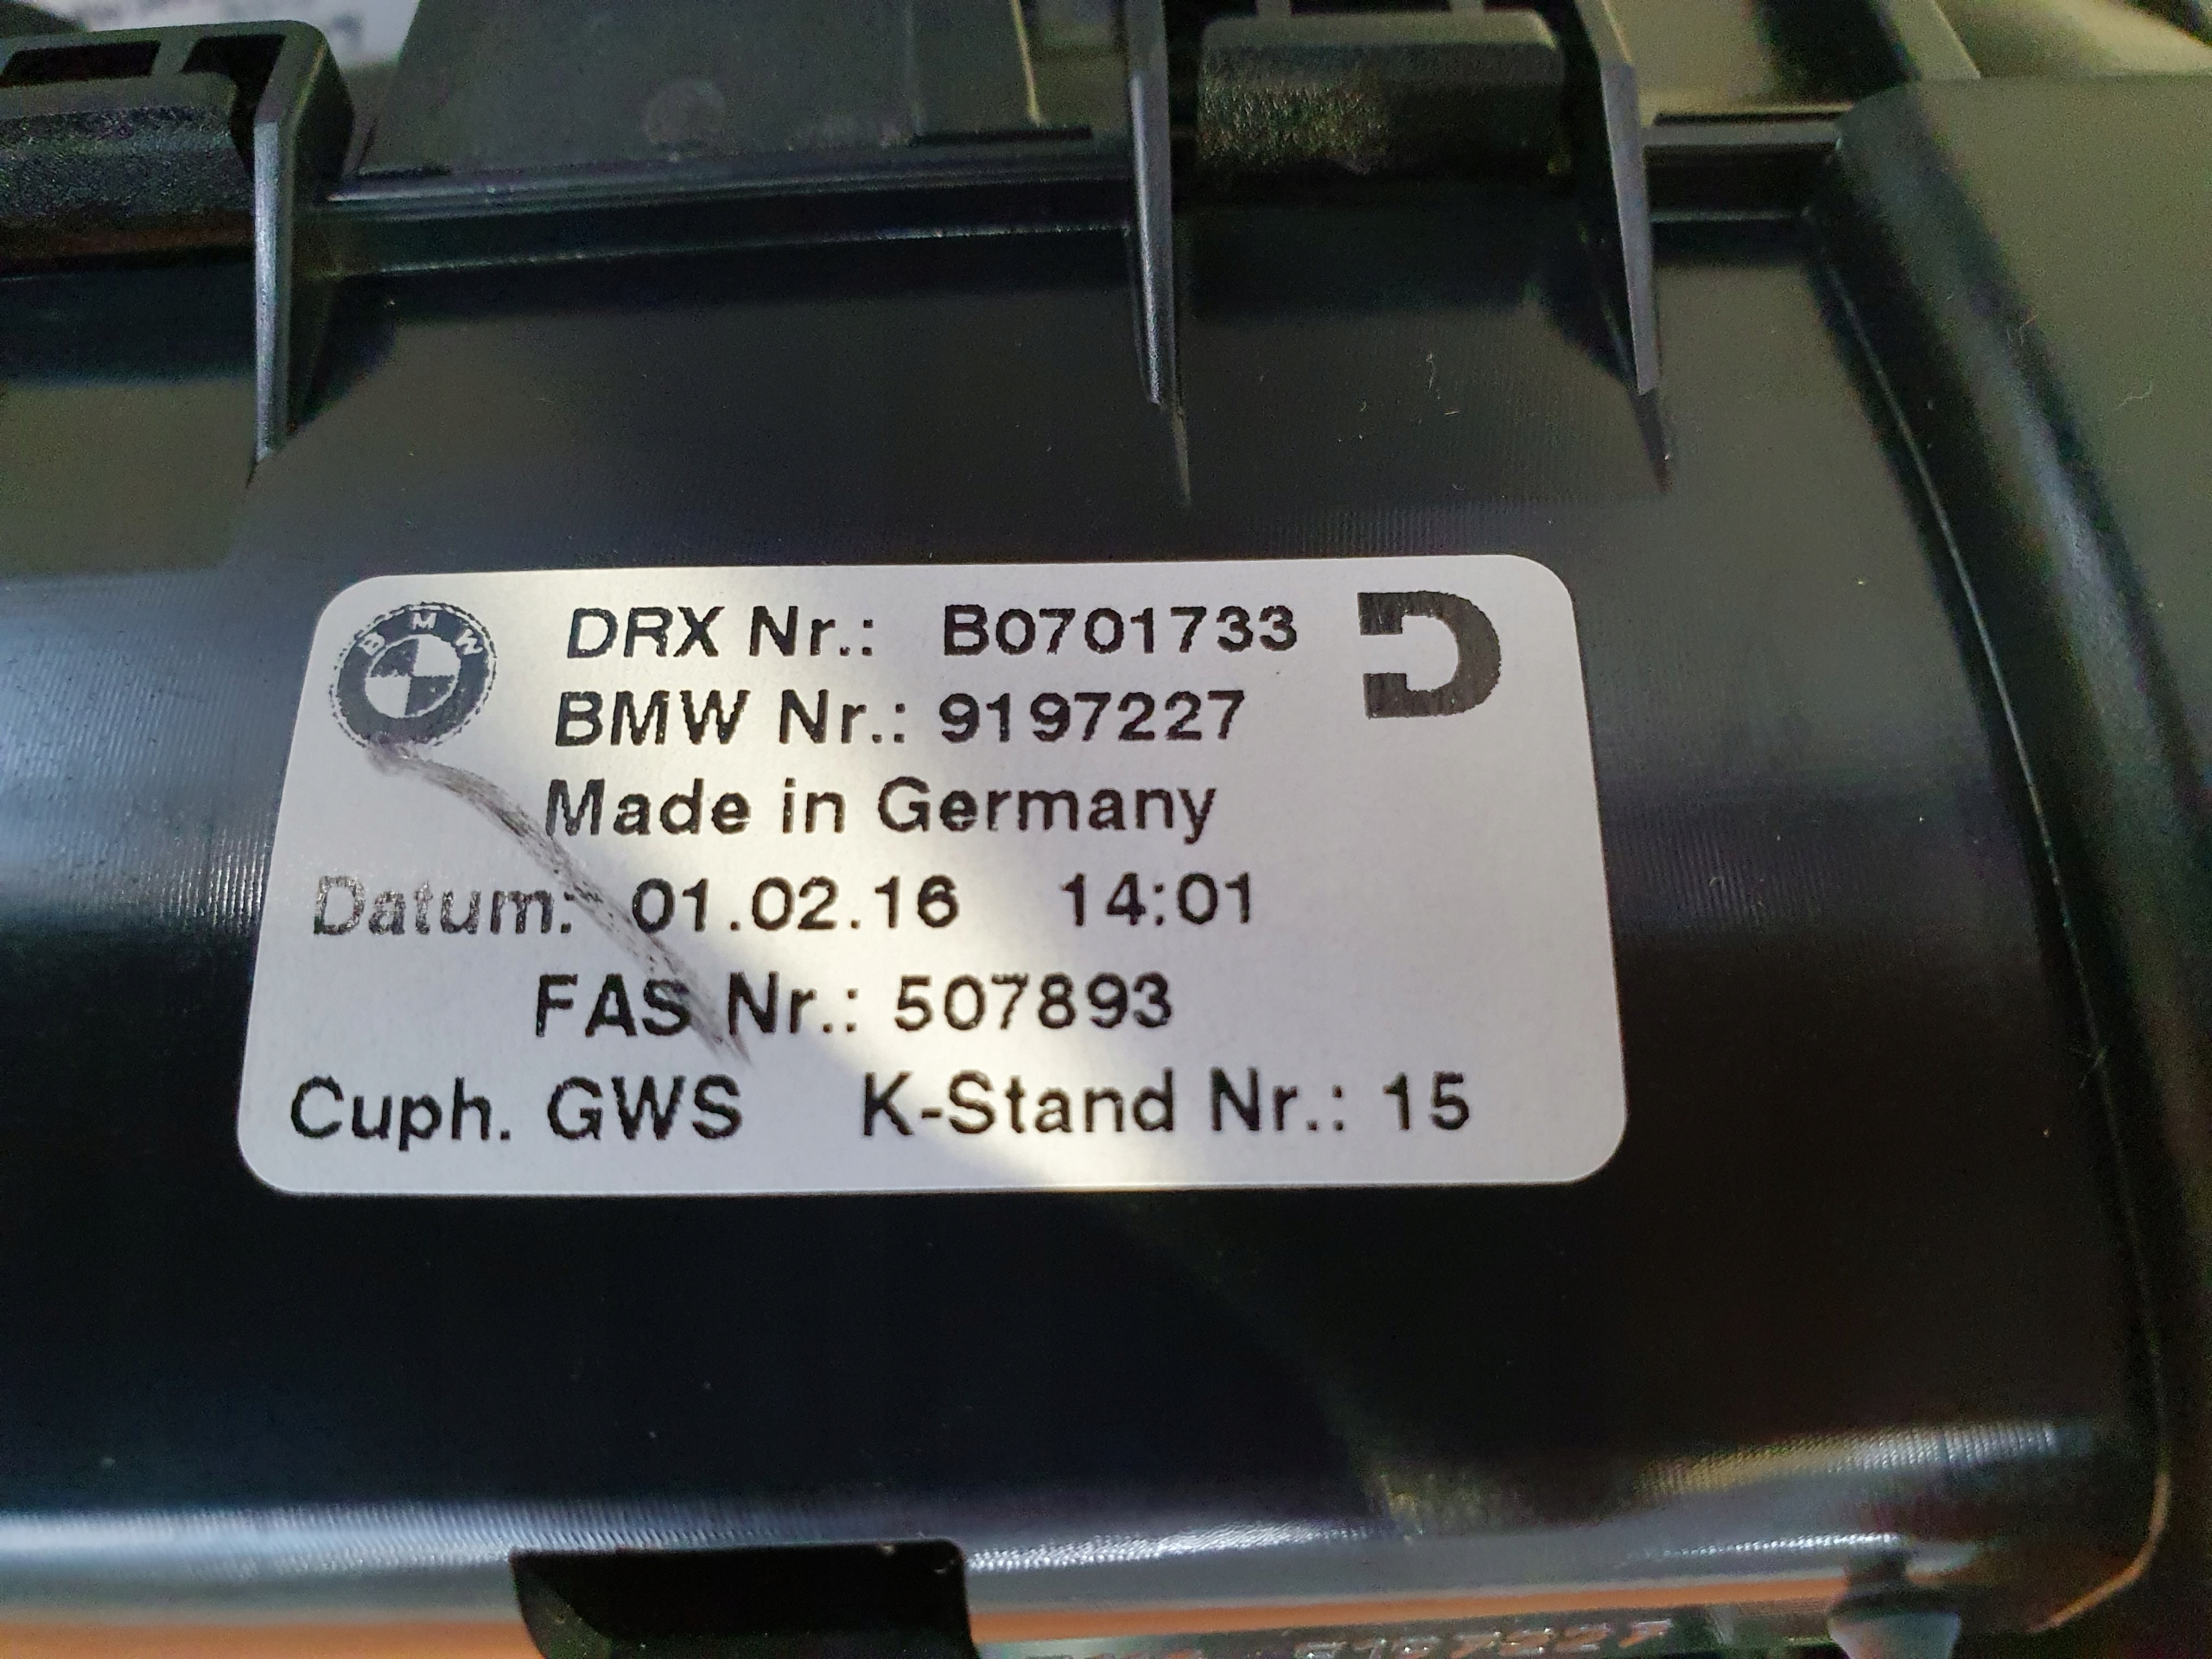 BMW
DRX Nr.: B0701733
BMW Nr.: 9197227
Made in Germany
Datum: 01.02.16 14:01
FAS Nr.: 507893
Cuph. GWS K-Stand Nr.: 15